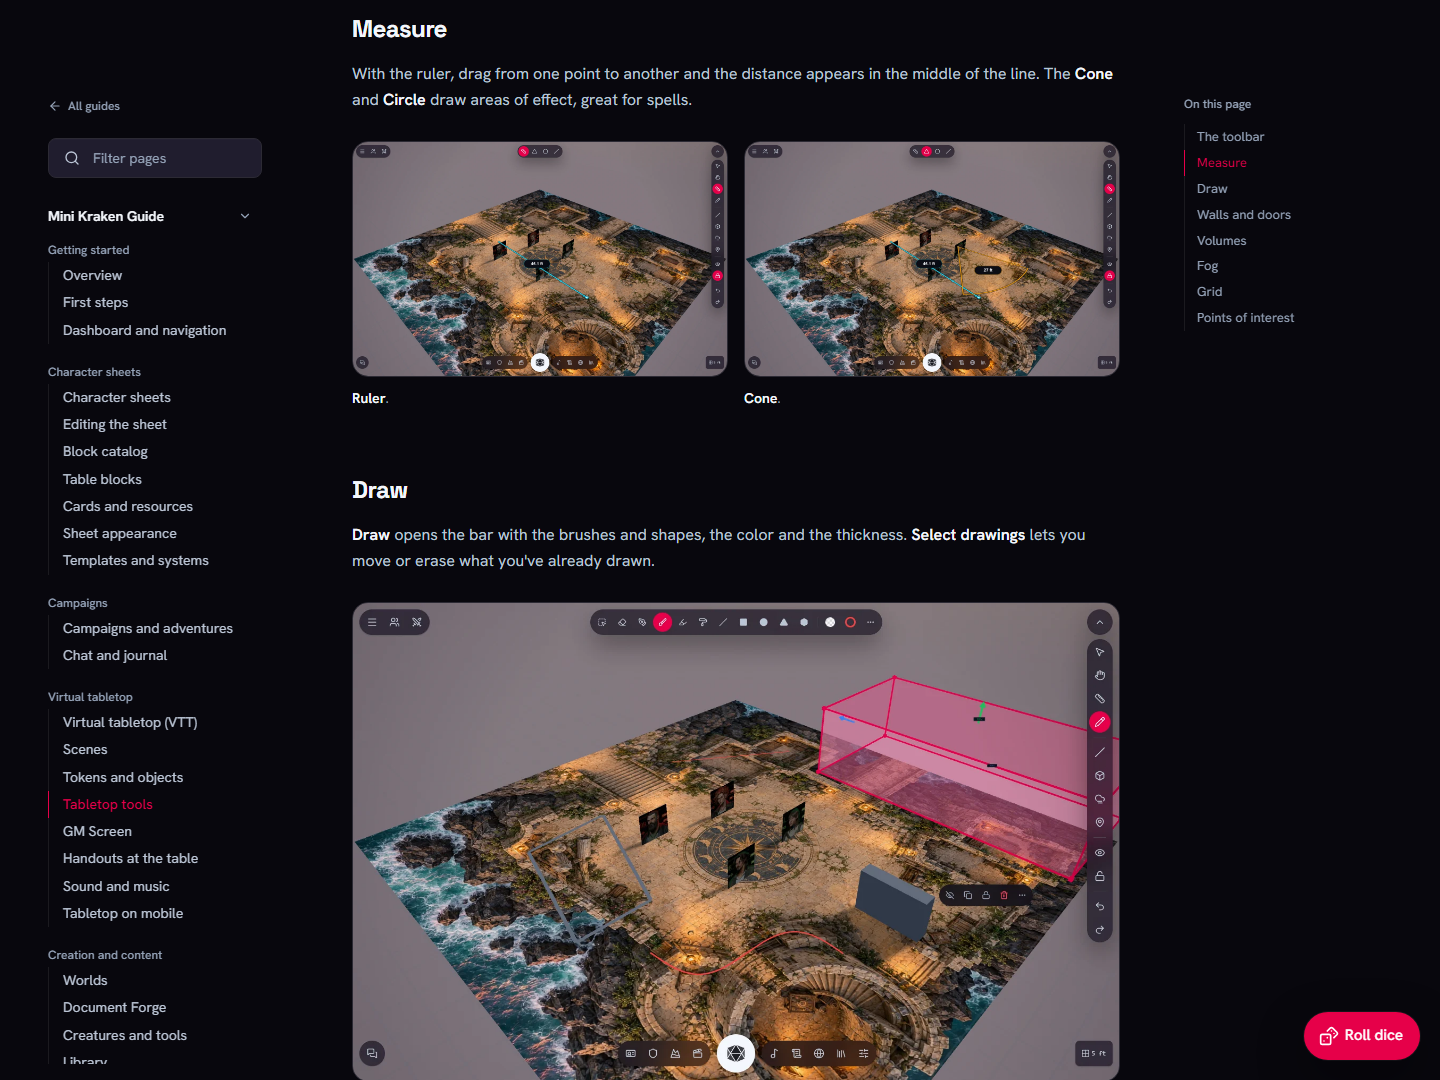 All guides
Filter pages
Mini Kraken Guide
Getting started
Overview
First steps
Dashboard and navigation
Character sheets
Character sheets
Editing the sheet
Block catalog
Table blocks
Cards and resources
Sheet appearance
Templates and systems
Campaigns
Campaigns and adventures
Chat and journal
Virtual tabletop
Virtual tabletop (VTT)
Scenes
Tokens and objects
Tabletop tools
GM Screen
Handouts at the table
Sound and music
Tabletop on mobile
Creation and content
Worlds
Document Forge
Creatures and tools
Library
Measure
With the ruler, drag from one point to another and the distance appears in the middle of the line. The Cone
and Circle draw areas of effect, great for spells.
Ruler.
Cone.
Draw
Draw opens the bar with the brushes and shapes, the color and the thickness. Select drawings lets you
move or erase what you've already drawn.
5 ft
On this page
The toolbar
Measure
Draw
Walls and doors
Volumes
Fog
Grid
Points of interest
Roll dice